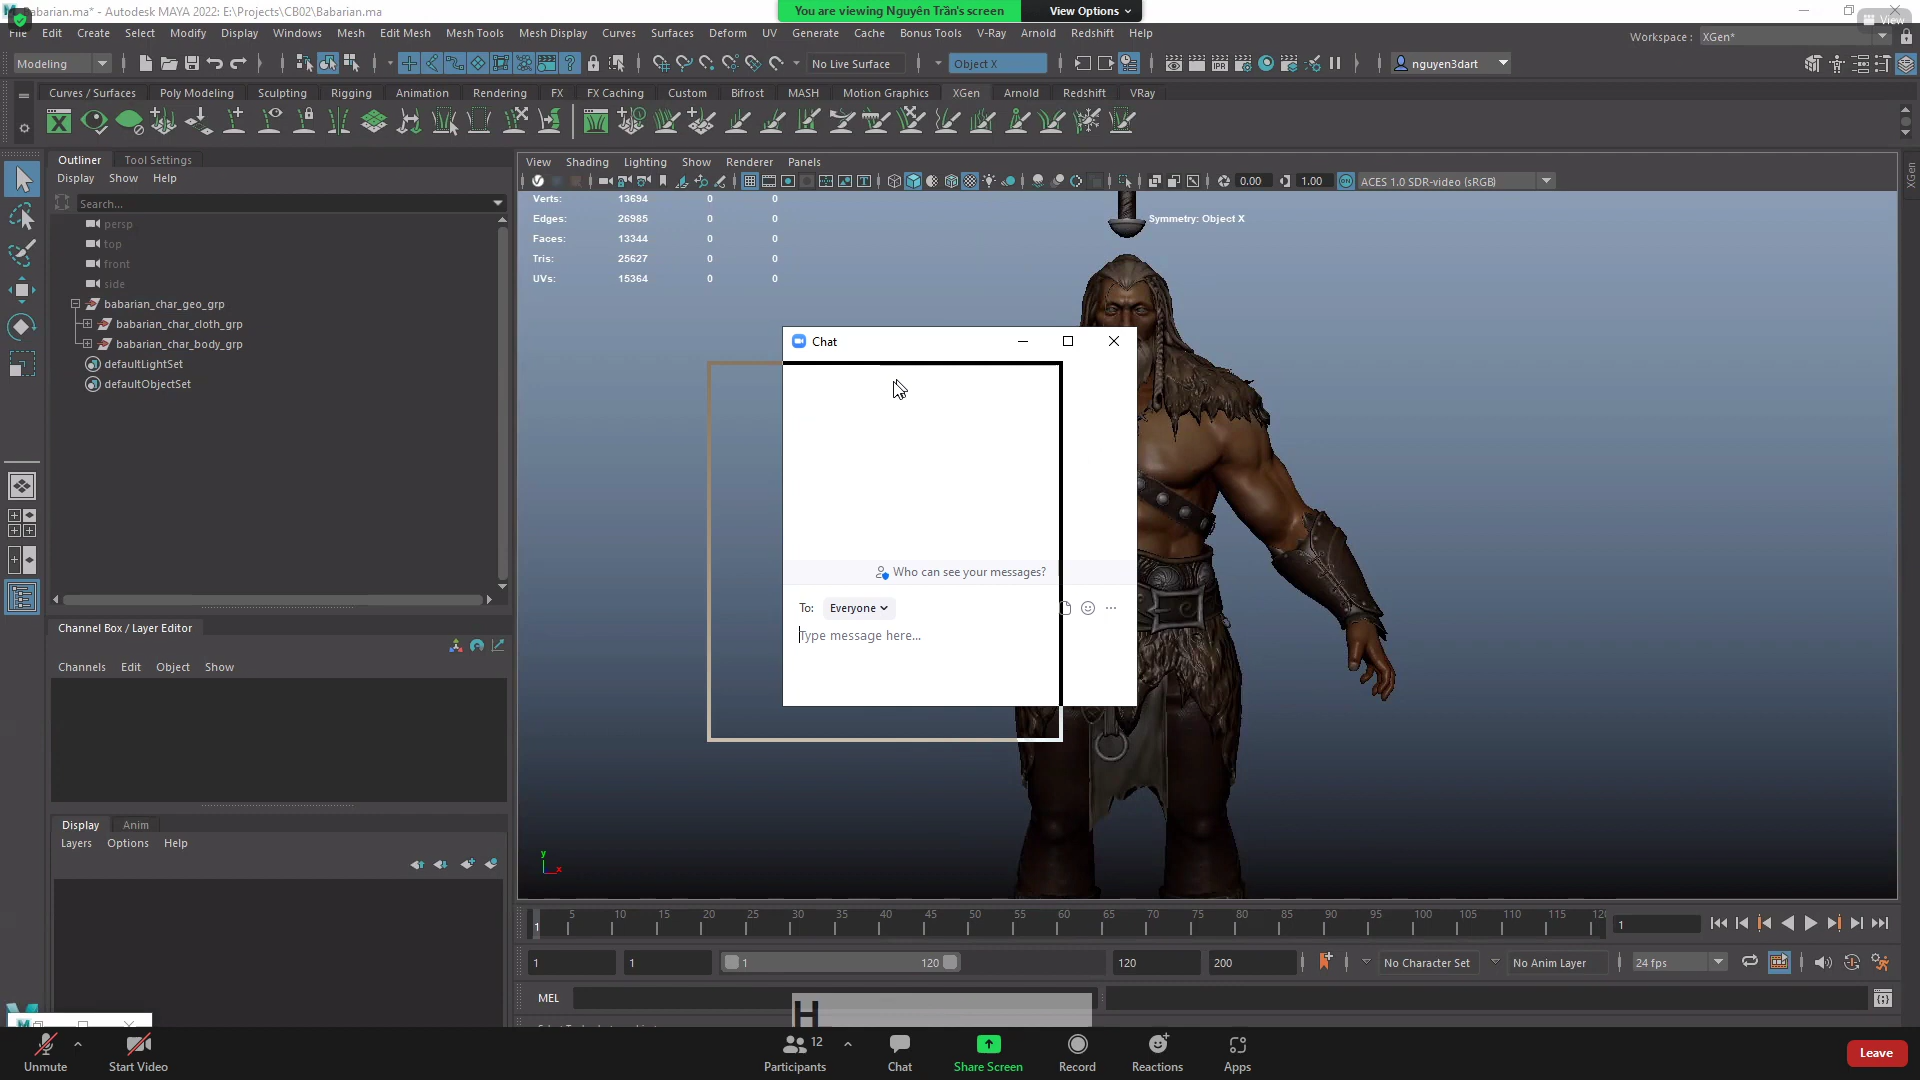 Babarian.ma* - Autodesk MAYA 2022: E:\Projects\CB02\Babarian.ma
You are viewing Nguyên Trần's screen
View Options
View
File Edit Create Select Modify Display Windows Mesh Edit Mesh Mesh Tools Mesh Display Curves Surfaces Deform UV Generate Cache Bonus Tools V-Ray Arnold Redshift Help
Workspace : XGen*
Modeling
No Live Surface
Object X
nguyen3dart
Curves / Surfaces Poly Modeling Sculpting Rigging Animation Rendering FX FX Caching Custom Bifrost MASH Motion Graphics XGen Arnold Redshift VRay
Outliner Tool Settings
Display Show Help
Search...
persp
top
front
side
babarian_char_geo_grp
babarian_char_cloth_grp
babarian_char_body_grp
defaultLightSet
defaultObjectSet
View Shading Lighting Show Renderer Panels
0.00 1.00 ACES 1.0 SDR-video (sRGB)
XGen
Verts: 13694 0 0
Edges: 26985 0 0
Faces: 13344 0 0
Tris: 25627 0 0
UVs: 15364 0 0
Symmetry: Object X
Chat
Who can see your messages?
To: Everyone
Type message here...
Channel Box / Layer Editor
Channels Edit Object Show
Display Anim
Layers Options Help
y
x
1 5 10 15 20 25 30 35 40 45 50 55 60 65 70 75 80 85 90 95 100 105 110 115 120
1
1 1 1 120 120 200
No Character Set No Anim Layer 24 fps
MEL
H
Unmute Start Video
12
Participants Chat Share Screen Record Reactions Apps
Leave